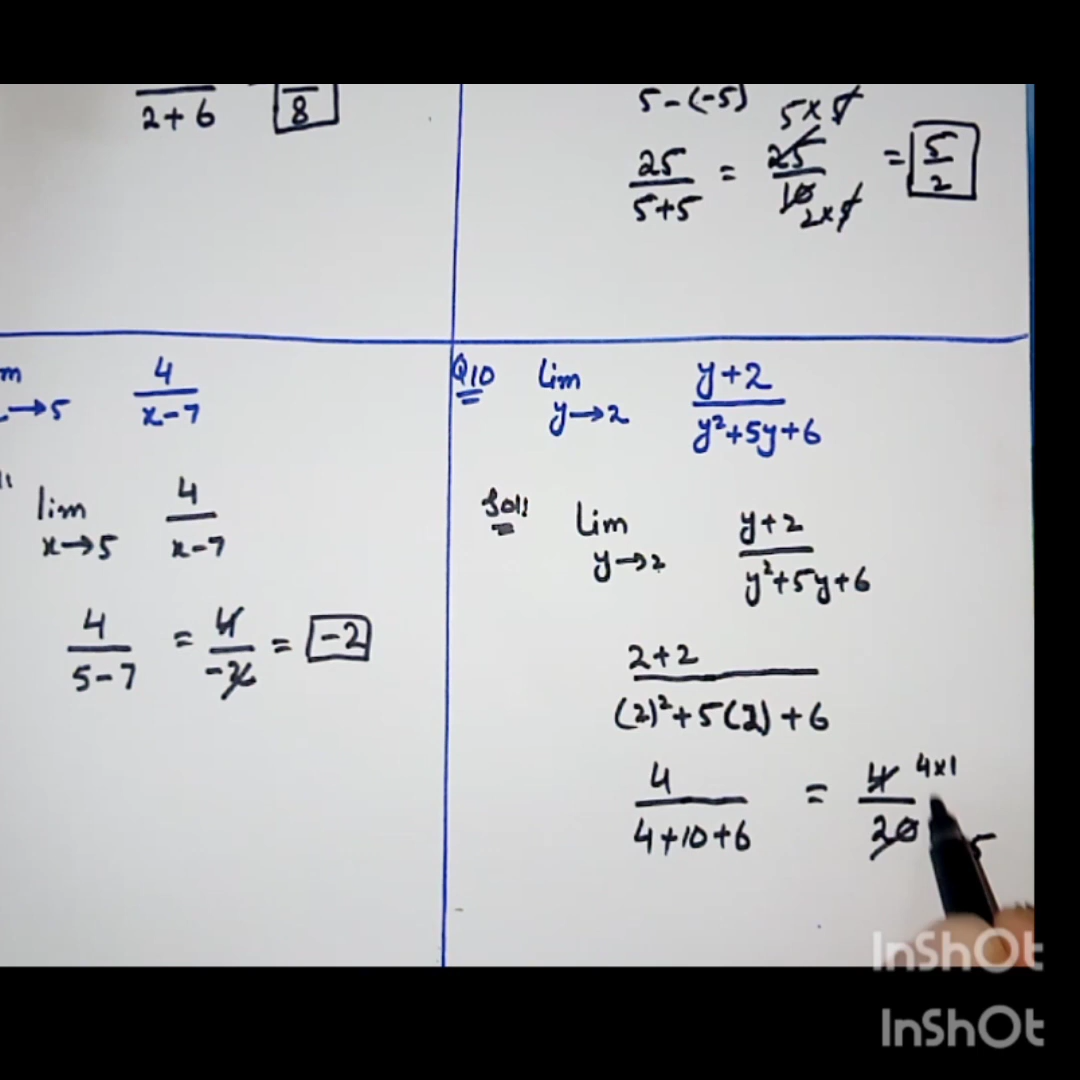 2+6
8
5-(-5)
5×5
25/5+5 = 25/10 = 5/2
2×5
→5 4/x-7
Q10 lim y→2 y+2/y²+5y+6
lim x→5 4/x-7
Sol: Lim y→2 y+2/y²+5y+6
4/5-7 = 4/-2 = -2
2+2/(2)²+5(2)+6
4/4+10+6 = 4/20
4×1
5
InShOt
InShOt